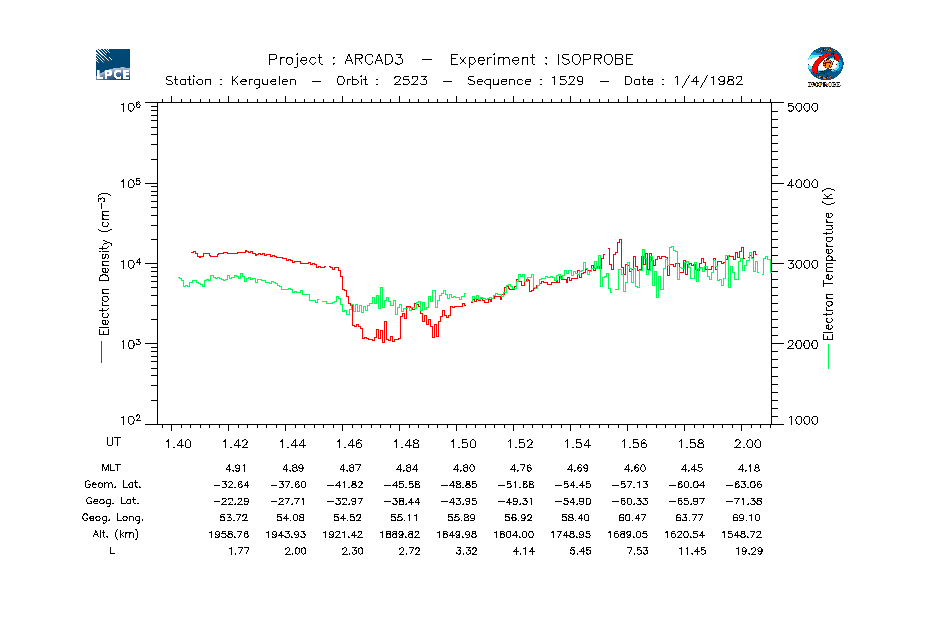 LPCE
Project : ARCAD3 — Experiment : ISOPROBE
Station : Kerguelen — Orbit : 2523 — Sequence : 1529 — Date : 1/4/1982
ISOPROBE
10⁶
10⁵
10⁴
10³
10²
Electron Density (cm⁻³)
5000
4000
3000
2000
1000
Electron Temperature (K)
UT 1.40 1.42 1.44 1.46 1.48 1.50 1.52 1.54 1.56 1.58 2.00
MLT 4.91 4.89 4.87 4.84 4.80 4.76 4.69 4.60 4.45 4.18
Geom. Lat. −32.64 −37.60 −41.82 −45.58 −48.85 −51.68 −54.45 −57.13 −60.04 −63.06
Geog. Lat. −22.29 −27.71 −32.97 −38.44 −43.95 −49.31 −54.90 −60.33 −65.97 −71.38
Geog. Long. 53.72 54.08 54.52 55.11 55.89 56.92 58.40 60.47 63.77 69.10
Alt. (km) 1958.76 1943.93 1921.42 1889.82 1849.98 1804.00 1748.95 1689.05 1620.54 1548.72
L 1.77 2.00 2.30 2.72 3.32 4.14 5.45 7.53 11.45 19.29